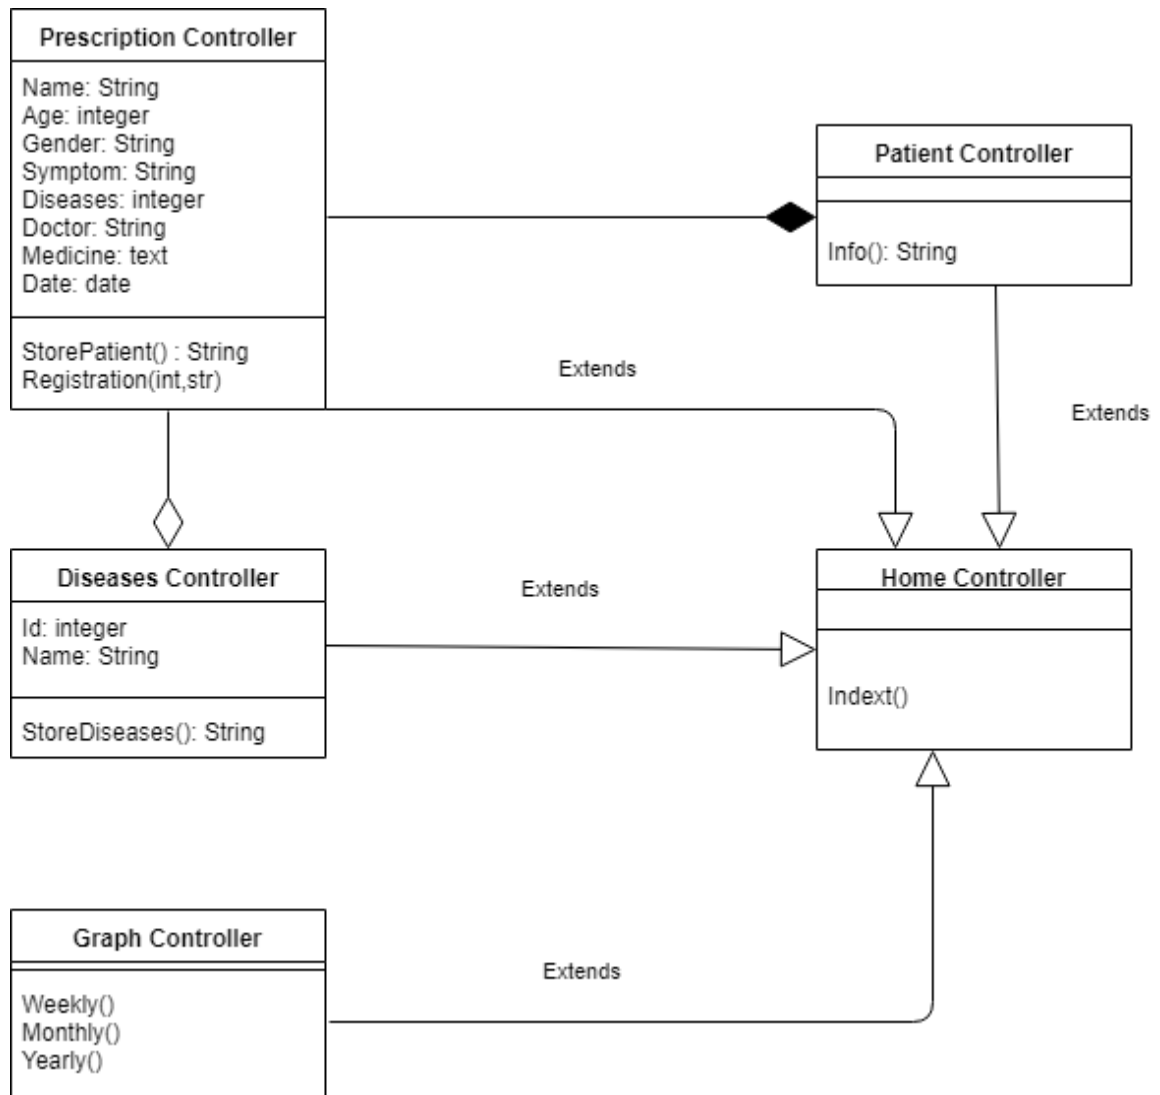 Prescription Controller
Name: String
Age: integer
Gender: String
Symptom: String
Diseases: integer
Doctor: String
Medicine: text
Date: date
StorePatient() : String
Registration(int,str)
Patient Controller
Info(): String
Extends
Extends
Diseases Controller
Id: integer
Name: String
StoreDiseases(): String
Extends
Home Controller
Indext()
Graph Controller
Weekly()
Monthly()
Yearly()
Extends